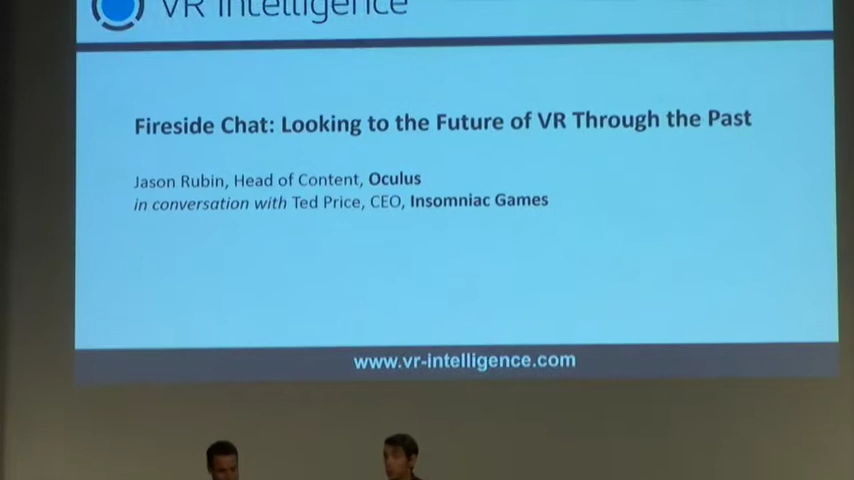 VR Intelligence
Fireside Chat: Looking to the Future of VR Through the Past
Jason Rubin, Head of Content, Oculus
in conversation with Ted Price, CEO, Insomniac Games
www.vr-intelligence.com